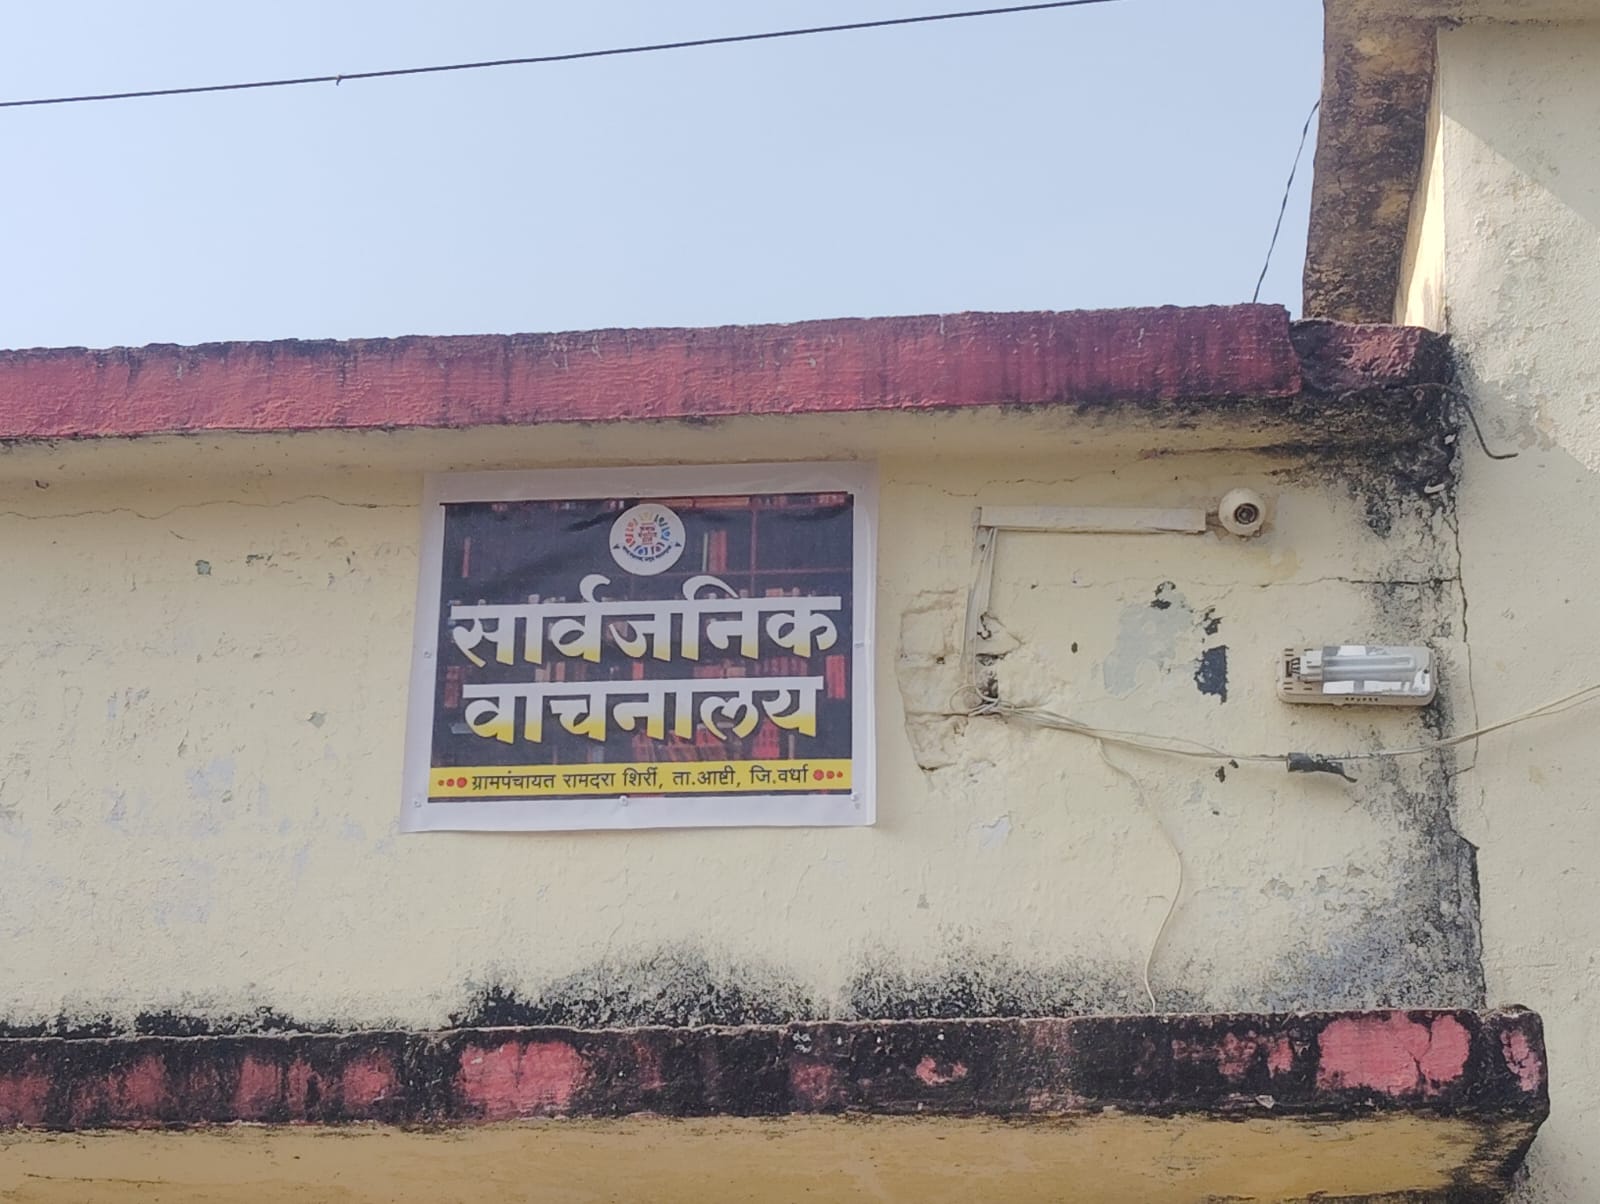 सार्वजनिक
वाचनालय
ग्रामपंचायत रामदरा शिर्री, ता.आष्टी, जि.वर्धा